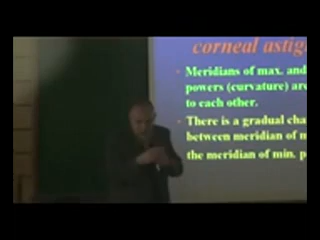 corneal astig
• Meridians of max. and
powers (curvature) are
to each other.
• There is a gradual cha
between meridian of m
the meridian of min. p